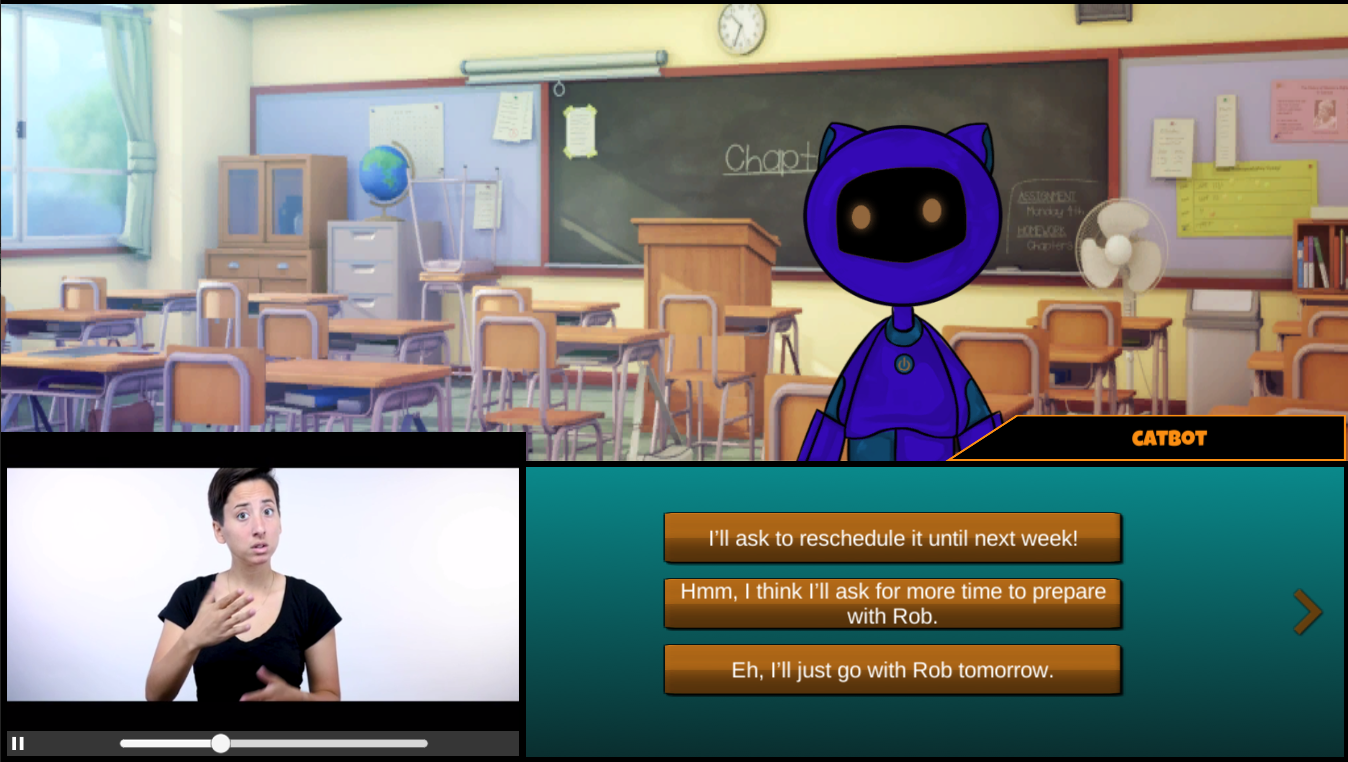 Chapt
ASSIGNMENT
Monday 4th
HOMEWORK
Chapters
CATBOT
I'll ask to reschedule it until next week!
Hmm, I think I'll ask for more time to prepare
with Rob.
Eh, I'll just go with Rob tomorrow.